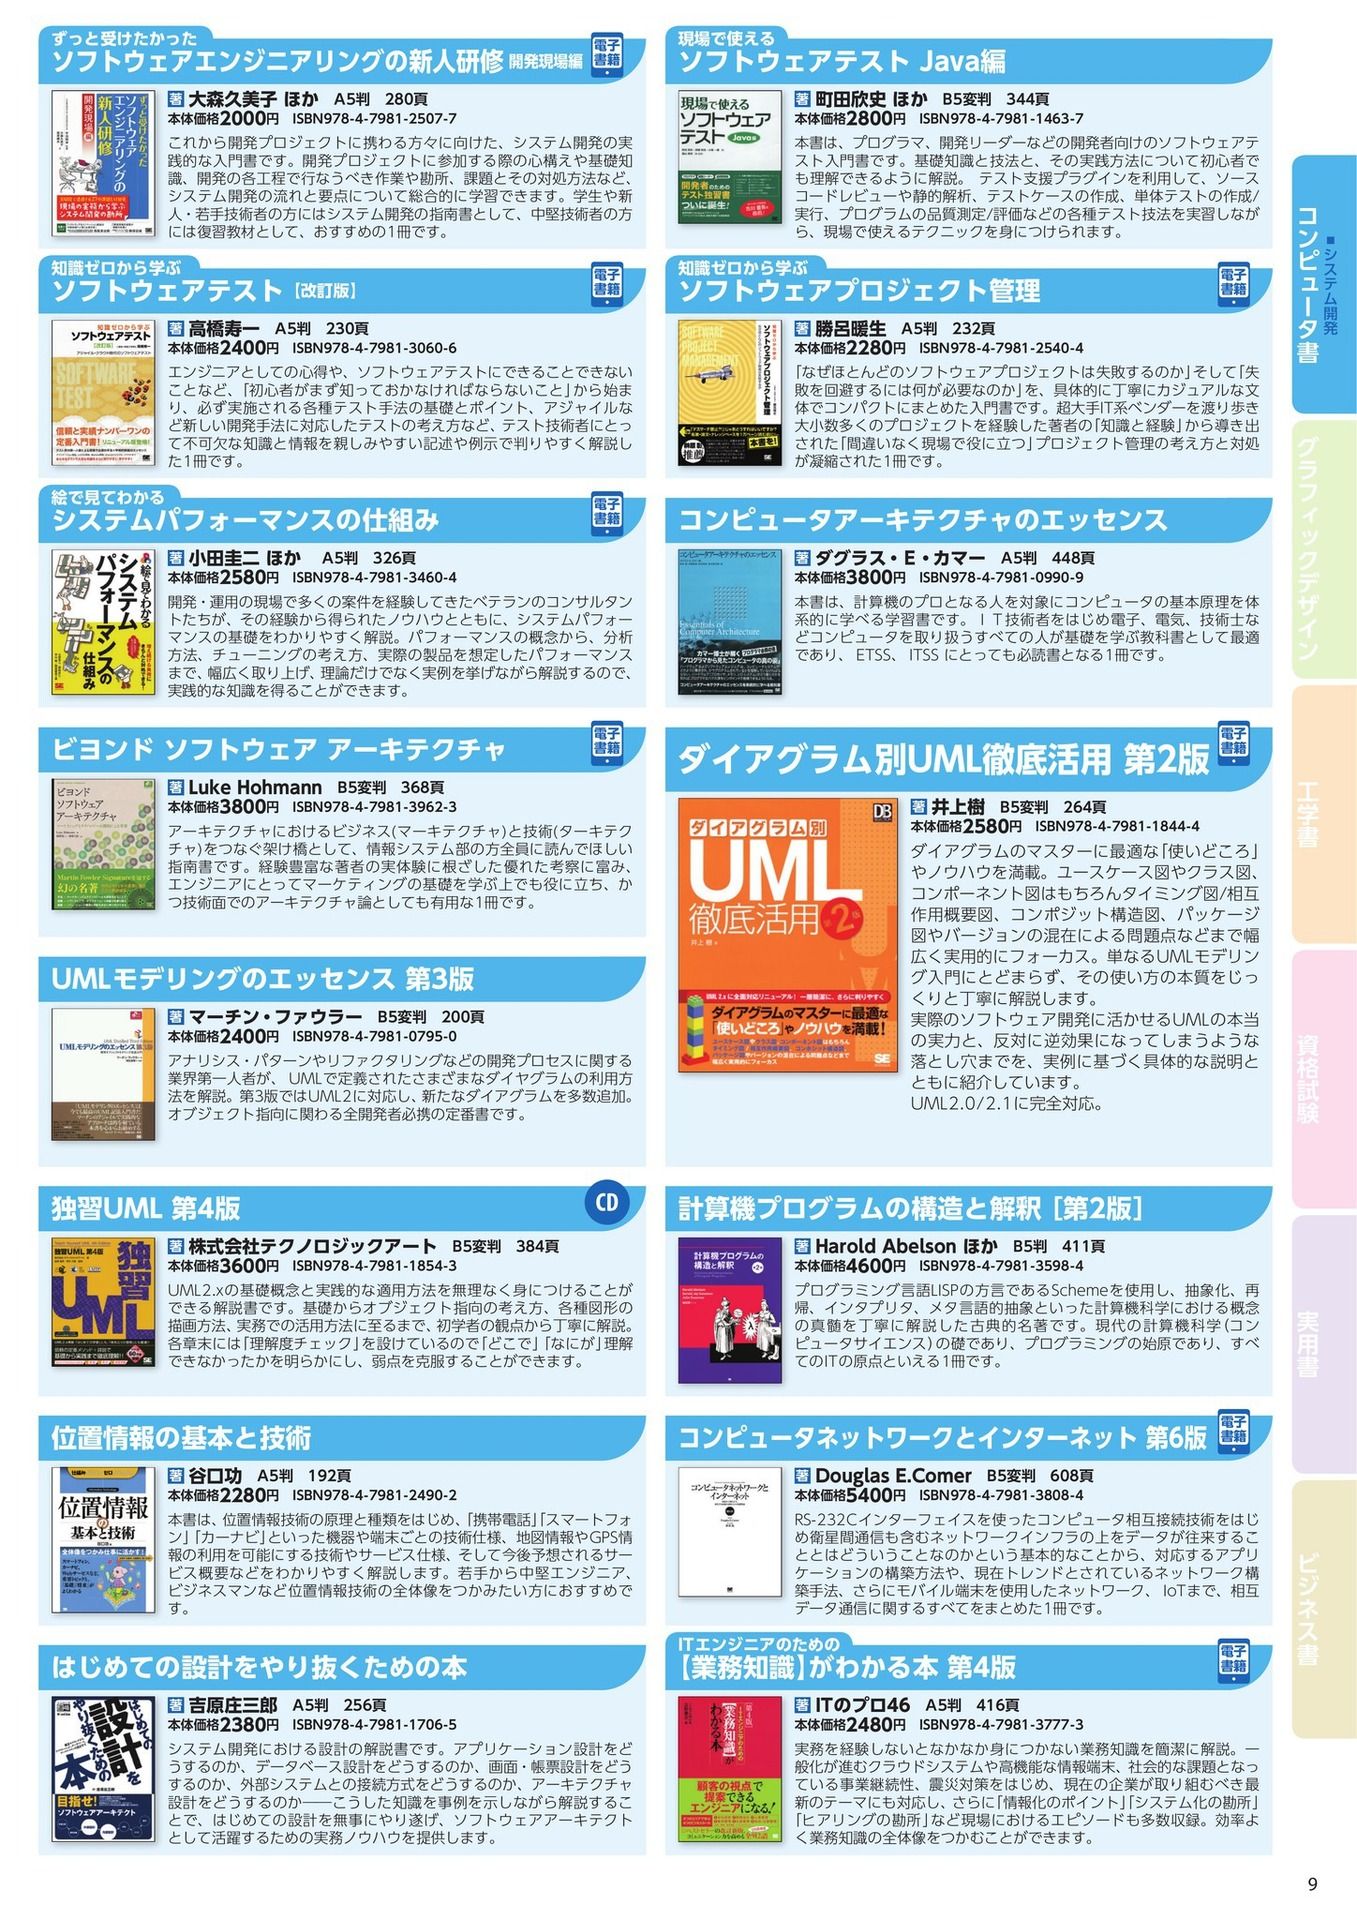 ずっと受けたかった
ソフトウェアエンジニアリングの新人研修 開発現場編
電子書籍
著 大森久美子 ほか A5判 280頁
本体価格2000円 ISBN978-4-7981-2507-7
これから開発プロジェクトに携わる方々に向けた、システム開発の実
践的な入門書です。開発プロジェクトに参加する際の心構えや基礎知
識、開発の各工程で行なうべき作業や勘所、課題とその対処方法など、
システム開発の流れと要点について総合的に学習できます。学生や新
人・若手技術者の方にはシステム開発の指南書として、中堅技術者の方
には復習教材として、おすすめの1冊です。
現場で使える
ソフトウェアテスト Java編
著 町田欣史 ほか B5変判 344頁
本体価格2800円 ISBN978-4-7981-1463-7
本書は、プログラマ、開発リーダーなどの開発者向けのソフトウェアテ
スト入門書です。基礎知識と技法と、その実践方法について初心者で
も理解できるように解説。 テスト支援プラグインを利用して、ソース
コードレビューや静的解析、テストケースの作成、単体テストの作成/
実行、プログラムの品質測定/評価などの各種テスト技法を実習しなが
ら、現場で使えるテクニックを身につけられます。
知識ゼロから学ぶ
ソフトウェアテスト【改訂版】
電子書籍
著 高橋寿一 A5判 230頁
本体価格2400円 ISBN978-4-7981-3060-6
エンジニアとしての心得や、ソフトウェアテストにできることできない
ことなど、「初心者がまず知っておかなければならないこと」から始ま
り、必ず実施される各種テスト手法の基礎とポイント、アジャイルな
ど新しい開発手法に対応したテストの考え方など、テスト技術者にとっ
て不可欠な知識と情報を親しみやすい記述や例示で判りやすく解説し
た1冊です。
知識ゼロから学ぶ
ソフトウェアプロジェクト管理
電子書籍
著 勝呂暖生 A5判 232頁
本体価格2280円 ISBN978-4-7981-2540-4
「なぜほとんどのソフトウェアプロジェクトは失敗するのか」そして「失
敗を回避するには何が必要なのか」を、具体的に丁寧にカジュアルな文
体でコンパクトにまとめた入門書です。超大手IT系ベンダーを渡り歩き
大小数多くのプロジェクトを経験した著者の「知識と経験」から導き出
された「間違いなく現場で役に立つ」プロジェクト管理の考え方と対処
が凝縮された1冊です。
絵で見てわかる
システムパフォーマンスの仕組み
電子書籍
著 小田圭二 ほか A5判 326頁
本体価格2580円 ISBN978-4-7981-3460-4
開発・運用の現場で多くの案件を経験してきたベテランのコンサルタン
トたちが、その経験から得られたノウハウとともに、システムパフォー
マンスの基礎をわかりやすく解説。パフォーマンスの概念から、分析
方法、チューニングの考え方、実際の製品を想定したパフォーマンス
まで、幅広く取り上げ、理論だけでなく実例を挙げながら解説するので、
実践的な知識を得ることができます。
コンピュータアーキテクチャのエッセンス
著 ダグラス・E・カマー A5判 448頁
本体価格3800円 ISBN978-4-7981-0990-9
本書は、計算機のプロとなる人を対象にコンピュータの基本原理を体
系的に学べる学習書です。ＩＴ技術者をはじめ電子、電気、技術士な
どコンピュータを取り扱うすべての人が基礎を学ぶ教科書として最適
であり、 ETSS、 ITSS にとっても必読書となる1冊です。
ビヨンド ソフトウェア アーキテクチャ
電子書籍
著 Luke Hohmann B5変判 368頁
本体価格3800円 ISBN978-4-7981-3962-3
アーキテクチャにおけるビジネス(マーキテクチャ)と技術(ターキテク
チャ)をつなぐ架け橋として、情報システム部の方全員に読んでほしい
指南書です。経験豊富な著者の実体験に根ざした優れた考察に富み、
エンジニアにとってマーケティングの基礎を学ぶ上でも役に立ち、か
つ技術面でのアーキテクチャ論としても有用な1冊です。
ダイアグラム別UML徹底活用 第2版
電子書籍
ダイアグラム別
UML
徹底活用 第2版
井上 樹 著
UML 2.xに全面対応リニューアル！ 一層簡潔に、さらに判りやすく
ダイアグラムのマスターに最適な
「使いどころ」やノウハウを満載！
著 井上樹 B5変判 264頁
本体価格2580円 ISBN978-4-7981-1844-4
ダイアグラムのマスターに最適な「使いどころ」
やノウハウを満載。ユースケース図やクラス図、
コンポーネント図はもちろんタイミング図/相互
作用概要図、コンポジット構造図、パッケージ
図やバージョンの混在による問題点などまで幅
広く実用的にフォーカス。単なるUMLモデリン
グ入門にとどまらず、その使い方の本質をじっ
くりと丁寧に解説します。
実際のソフトウェア開発に活かせるUMLの本当
の実力と、反対に逆効果になってしまうような
落とし穴までを、実例に基づく具体的な説明と
ともに紹介しています。
UML2.0/2.1に完全対応。
UMLモデリングのエッセンス 第3版
著 マーチン・ファウラー B5変判 200頁
本体価格2400円 ISBN978-4-7981-0795-0
アナリシス・パターンやリファクタリングなどの開発プロセスに関する
業界第一人者が、 UMLで定義されたさまざまなダイヤグラムの利用方
法を解説。第3版ではUML2に対応し、新たなダイアグラムを多数追加。
オブジェクト指向に関わる全開発者必携の定番書です。
独習UML 第4版
CD
著 株式会社テクノロジックアート B5変判 384頁
本体価格3600円 ISBN978-4-7981-1854-3
UML2.xの基礎概念と実践的な適用方法を無理なく身につけることが
できる解説書です。基礎からオブジェクト指向の考え方、各種図形の
描画方法、実務での活用方法に至るまで、初学者の観点から丁寧に解説。
各章末には「理解度チェック」を設けているので「どこで」「なにが」理解
できなかったかを明らかにし、弱点を克服することができます。
計算機プログラムの構造と解釈［第2版］
著 Harold Abelson ほか B5判 411頁
本体価格4600円 ISBN978-4-7981-3598-4
プログラミング言語LISPの方言であるSchemeを使用し、抽象化、再
帰、インタプリタ、メタ言語的抽象といった計算機科学における概念
の真髄を丁寧に解説した古典的名著です。現代の計算機科学(コン
ピュータサイエンス)の礎であり、プログラミングの始原であり、すべ
てのITの原点といえる1冊です。
位置情報の基本と技術
著 谷口功 A5判 192頁
本体価格2280円 ISBN978-4-7981-2490-2
本書は、位置情報技術の原理と種類をはじめ、「携帯電話」「スマートフォ
ン」「カーナビ」といった機器や端末ごとの技術仕様、地図情報やGPS情
報の利用を可能にする技術やサービス仕様、そして今後予想されるサー
ビス概要などをわかりやすく解説します。若手から中堅エンジニア、
ビジネスマンなど位置情報技術の全体像をつかみたい方におすすめで
す。
コンピュータネットワークとインターネット 第6版
電子書籍
著 Douglas E.Comer B5変判 608頁
本体価格5400円 ISBN978-4-7981-3808-4
RS-232Cインターフェイスを使ったコンピュータ相互接続技術をはじ
め衛星間通信も含むネットワークインフラの上をデータが往来するこ
ととはどういうことなのかという基本的なことから、対応するアプリ
ケーションの構築方法や、現在トレンドとされているネットワーク構
築手法、さらにモバイル端末を使用したネットワーク、 IoTまで、相互
データ通信に関するすべてをまとめた1冊です。
はじめての設計をやり抜くための本
著 吉原庄三郎 A5判 256頁
本体価格2380円 ISBN978-4-7981-1706-5
システム開発における設計の解説書です。アプリケーション設計をど
うするのか、データベース設計をどうするのか、画面・帳票設計をどう
するのか、外部システムとの接続方式をどうするのか、アーキテクチャ
設計をどうするのか――こうした知識を事例を示しながら解説するこ
とで、はじめての設計を無事にやり遂げ、ソフトウェアアーキテクト
として活躍するための実務ノウハウを提供します。
ITエンジニアのための
【業務知識】がわかる本 第4版
電子書籍
著 ITのプロ46 A5判 416頁
本体価格2480円 ISBN978-4-7981-3777-3
実務を経験しないとなかなか身につかない業務知識を簡潔に解説。一
般化が進むクラウドシステムや高機能な情報端末、社会的な課題となっ
ている事業継続性、震災対策をはじめ、現在の企業が取り組むべき最
新のテーマにも対応し、さらに「情報化のポイント」「システム化の勘所」
「ヒアリングの勘所」など現場におけるエピソードも多数収録。効率よ
く業務知識の全体像をつかむことができます。
コンピュータ書
■システム開発
グラフィックデザイン
工学書
資格試験
実用書
ビジネス書
9